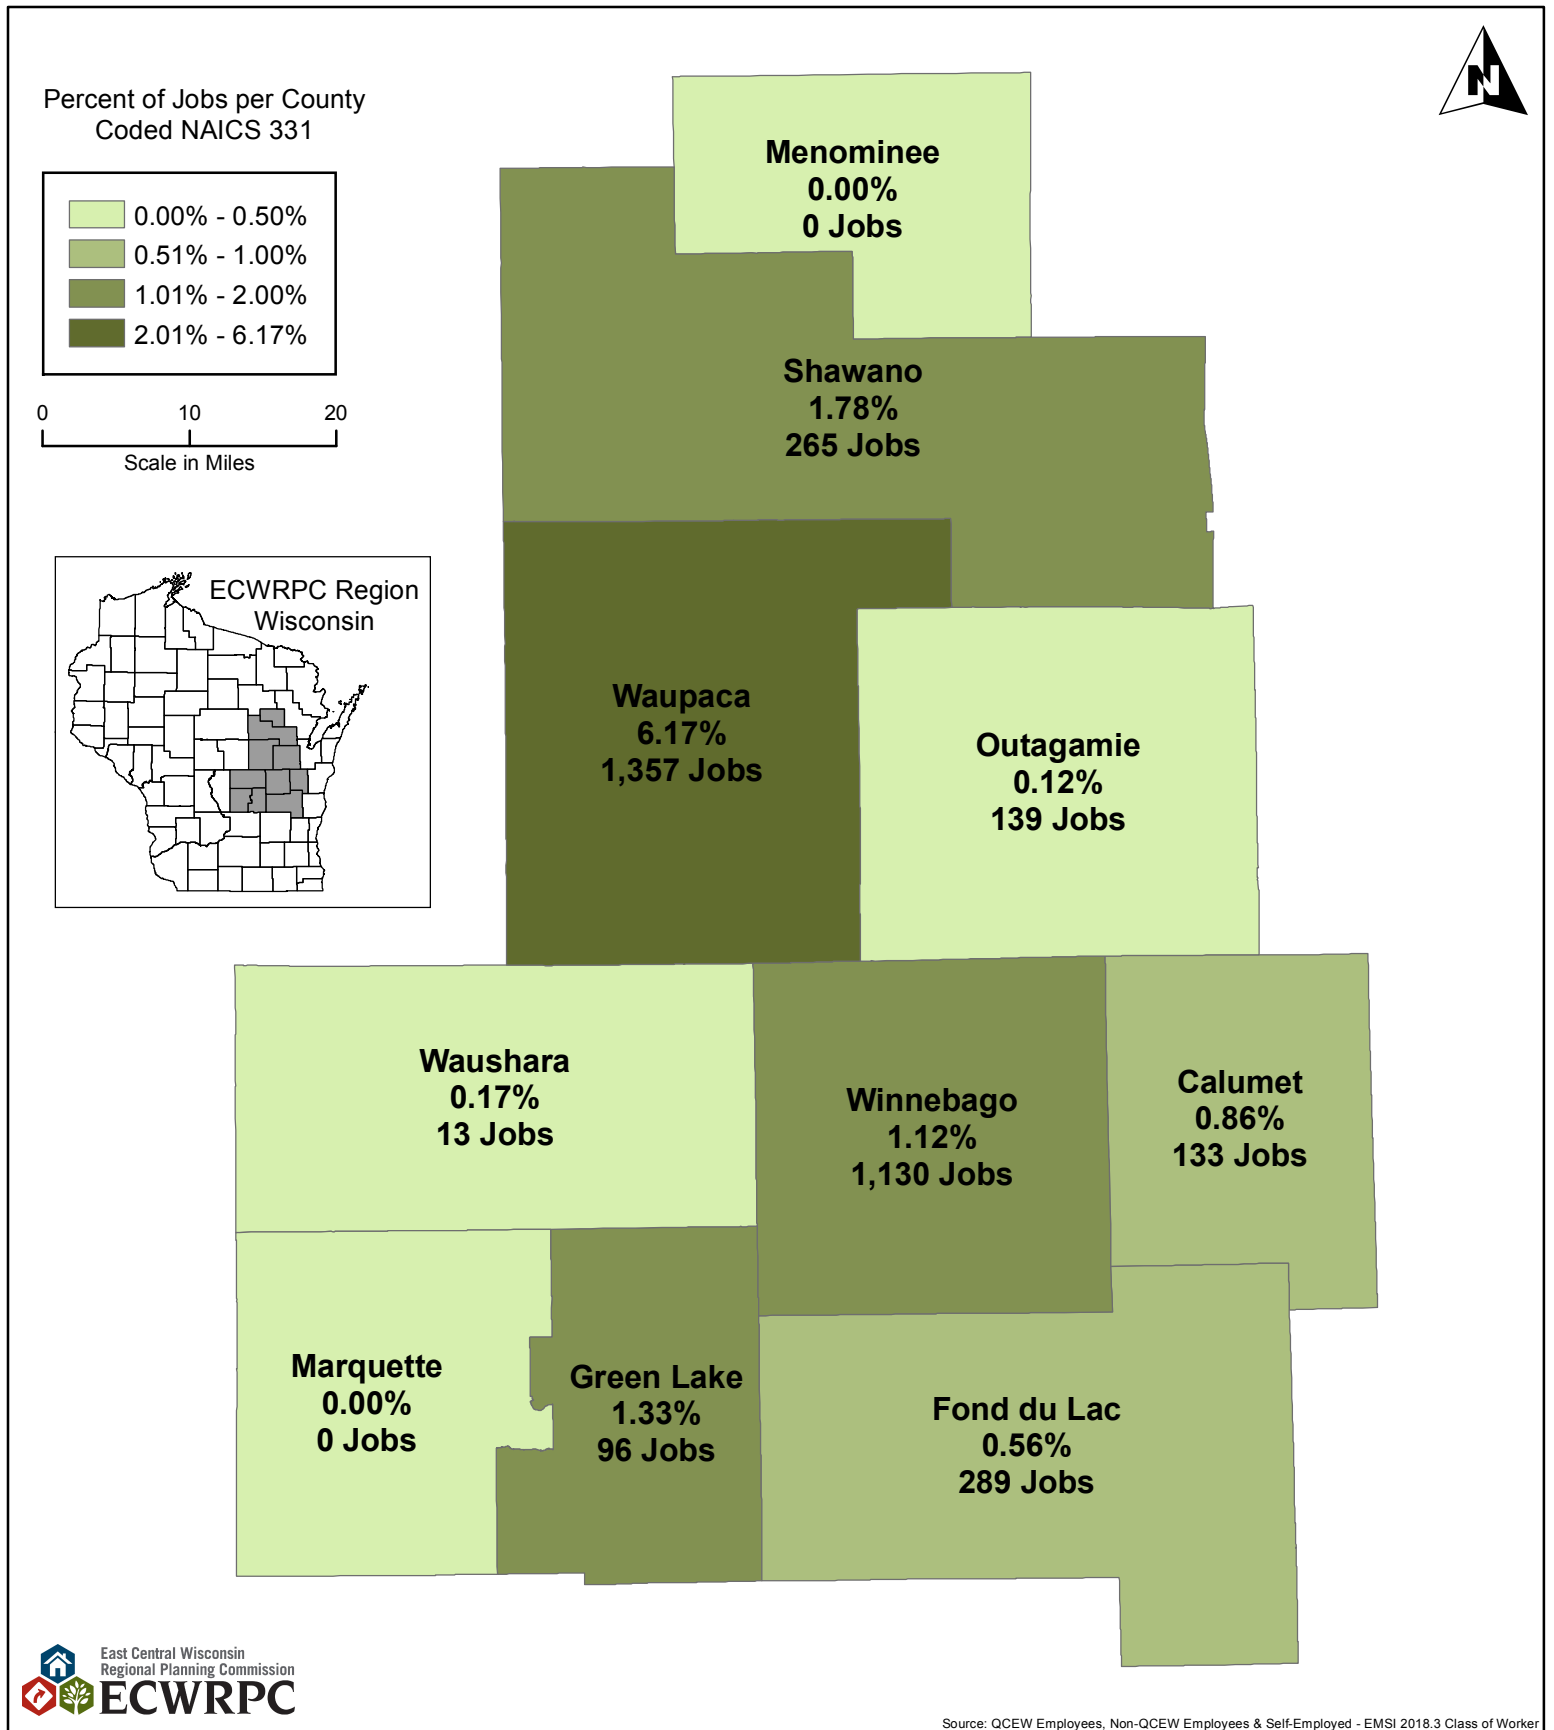 N
Percent of Jobs per County
Coded NAICS 331
0.00% - 0.50%
0.51% - 1.00%
1.01% - 2.00%
2.01% - 6.17%
0 10 20
Scale in Miles
ECWRPC Region
Wisconsin
Menominee
0.00%
0 Jobs
Shawano
1.78%
265 Jobs
Waupaca
6.17%
1,357 Jobs
Outagamie
0.12%
139 Jobs
Waushara
0.17%
13 Jobs
Winnebago
1.12%
1,130 Jobs
Calumet
0.86%
133 Jobs
Marquette
0.00%
0 Jobs
Green Lake
1.33%
96 Jobs
Fond du Lac
0.56%
289 Jobs
East Central Wisconsin
Regional Planning Commission
ECWRPC
Source: QCEW Employees, Non-QCEW Employees & Self-Employed - EMSI 2018.3 Class of Worker